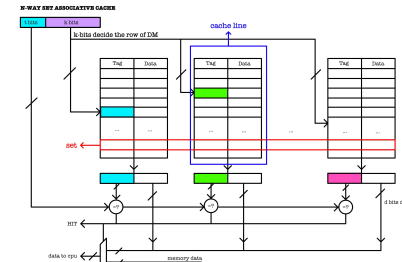 N-WAY SET ASSOCIATIVE CACHE
t-bits k-bits
cache line
k-bits decide the row of DM
Tag Data Tag Data Tag Data
... ... ... ... ... ... ...
set
=? =? =?
HIT
d bits
data to cpu
memory data